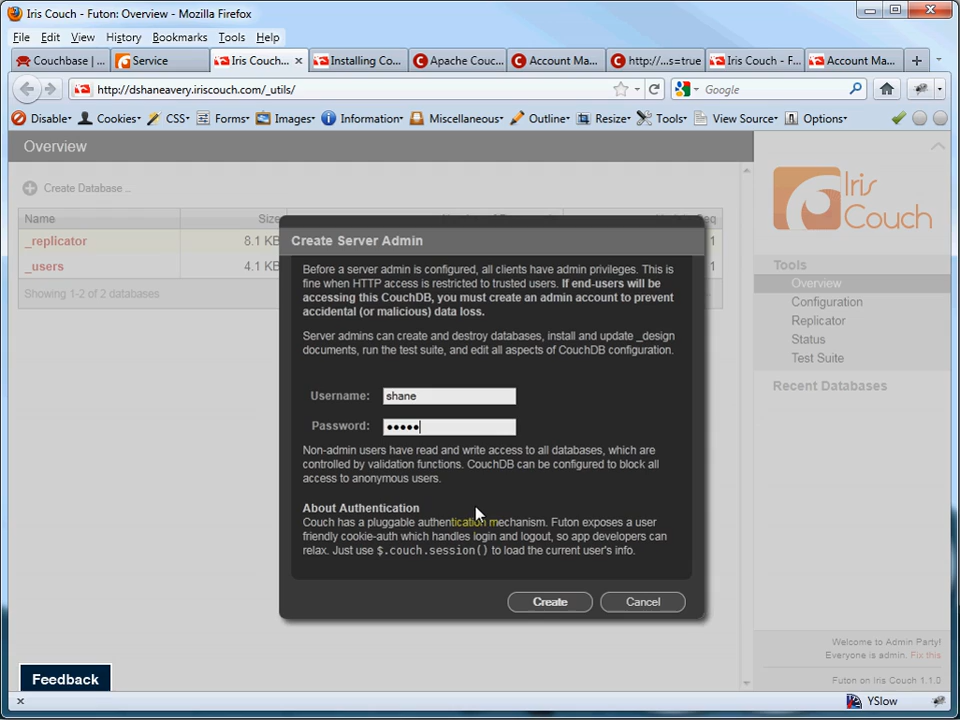 Iris Couch - Futon: Overview - Mozilla Firefox
File Edit View History Bookmarks Tools Help
Couchbase | ... Service Iris Couch... Installing Co... Apache Couc... Account Ma... http:/...s=true Iris Couch - F... Account Ma...
http://dshaneavery.iriscouch.com/_utils/ Google
Disable Cookies CSS Forms Images Information Miscellaneous Outline Resize Tools View Source Options
Overview
Create Database ...
Name Size
_replicator 8.1 KB 1
_users 4.1 KB 1
Showing 1-2 of 2 databases
Create Server Admin
Before a server admin is configured, all clients have admin privileges. This is
fine when HTTP access is restricted to trusted users. If end-users will be
accessing this CouchDB, you must create an admin account to prevent
accidental (or malicious) data loss.
Server admins can create and destroy databases, install and update _design
documents, run the test suite, and edit all aspects of CouchDB configuration.
Username: shane
Password: •••••
Non-admin users have read and write access to all databases, which are
controlled by validation functions. CouchDB can be configured to block all
access to anonymous users.
About Authentication
Couch has a pluggable authentication mechanism. Futon exposes a user
friendly cookie-auth which handles login and logout, so app developers can
relax. Just use $.couch.session() to load the current user's info.
Create Cancel
Iris
Couch
Tools
Overview
Configuration
Replicator
Status
Test Suite
Recent Databases
Welcome to Admin Party!
Everyone is admin. Fix this
Futon on Iris Couch 1.1.0
Feedback
YSlow